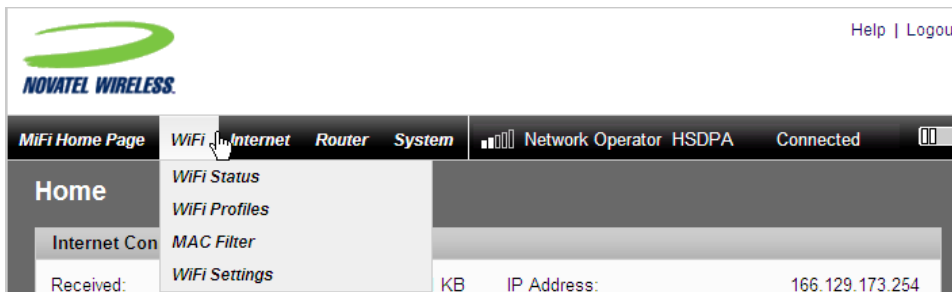 Help | Logou
NOVATEL WIRELESS.
MiFi Home Page WiFi Internet Router System Network Operator HSDPA Connected
Home
WiFi Status
WiFi Profiles
Internet Con
MAC Filter
WiFi Settings
Received: KB IP Address: 166.129.173.254